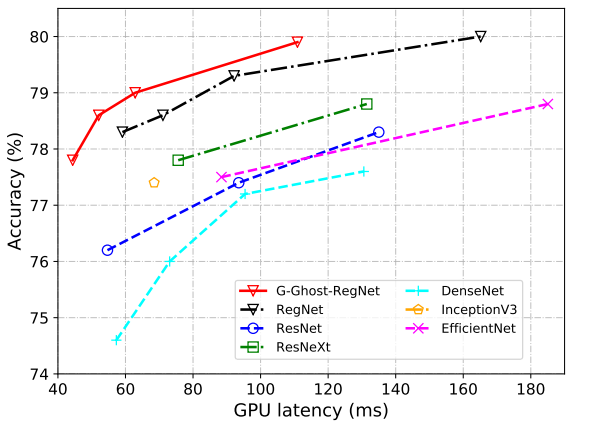 80
79
78
77
76
75
74
Accuracy (%)
40 60 80 100 120 140 160 180
GPU latency (ms)
G-Ghost-RegNet
RegNet
ResNet
ResNeXt
DenseNet
InceptionV3
EfficientNet